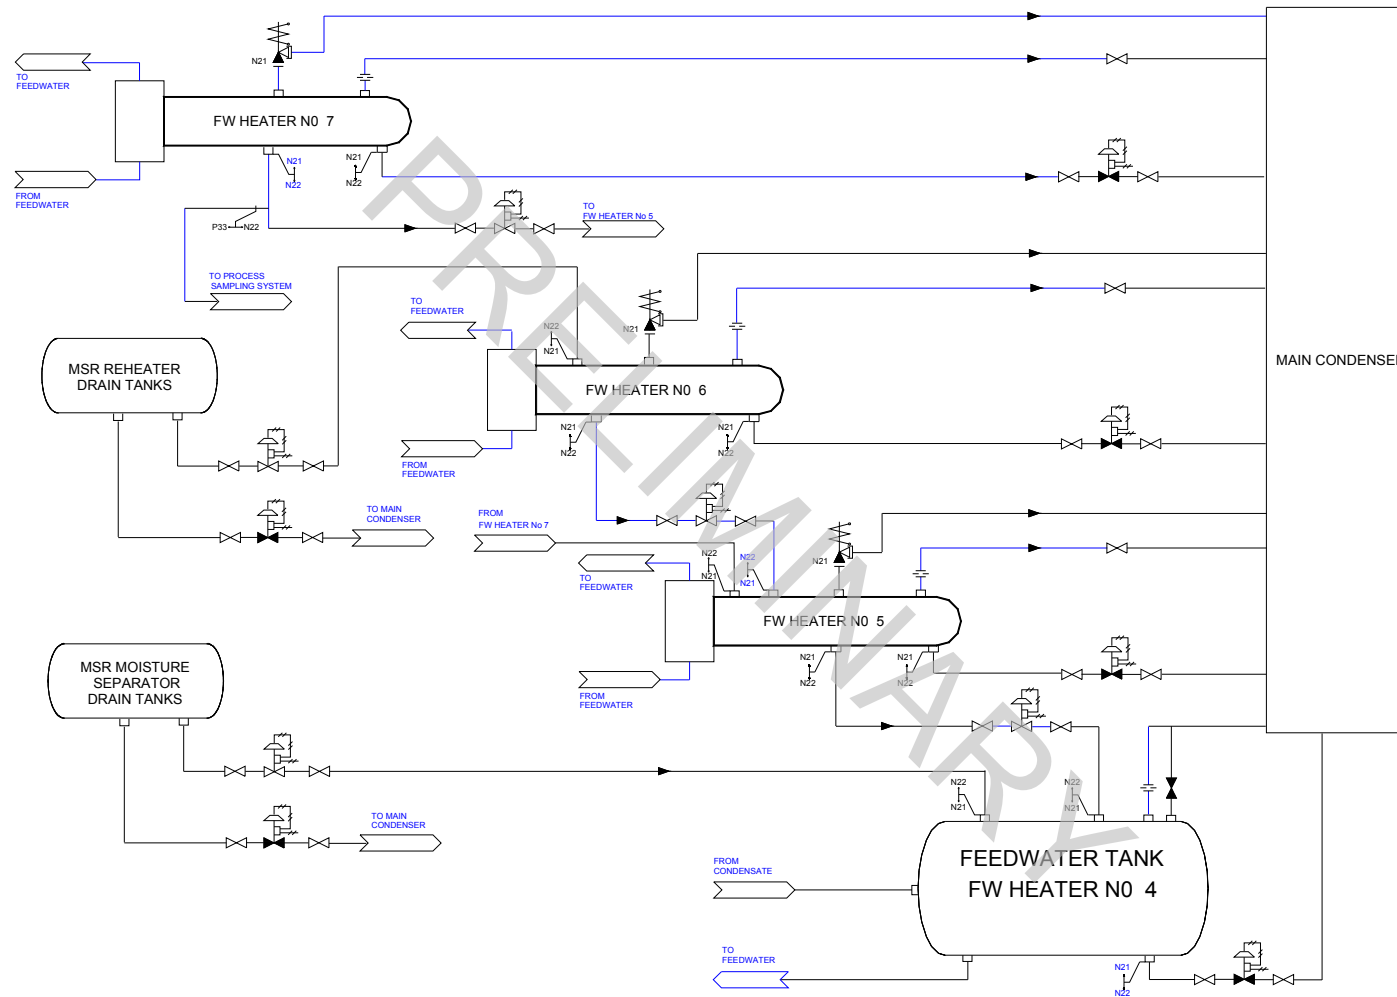 N21
TO
FEEDWATER
FW HEATER N0  7
N21
N22
N21
N22
FROM
FEEDWATER
P33
N22
TO
FW HEATER No 5
TO PROCESS
SAMPLING SYSTEM
TO
FEEDWATER
N22
N21
N21
MAIN CONDENSER
MSR REHEATER
DRAIN TANKS
FW HEATER N0  6
N21
N22
N21
N22
FROM
FEEDWATER
TO MAIN
CONDENSER
FROM
FW HEATER No 7
N22
N21
N22
N21
N21
TO
FEEDWATER
FW HEATER N0  5
N21
N22
N21
N22
FROM
FEEDWATER
MSR MOISTURE
SEPARATOR
DRAIN TANKS
N22
N21
N22
N21
TO MAIN
CONDENSER
FROM
CONDENSATE
FEEDWATER TANK
FW HEATER N0  4
TO
FEEDWATER
N21
N22
PRELIMINARY